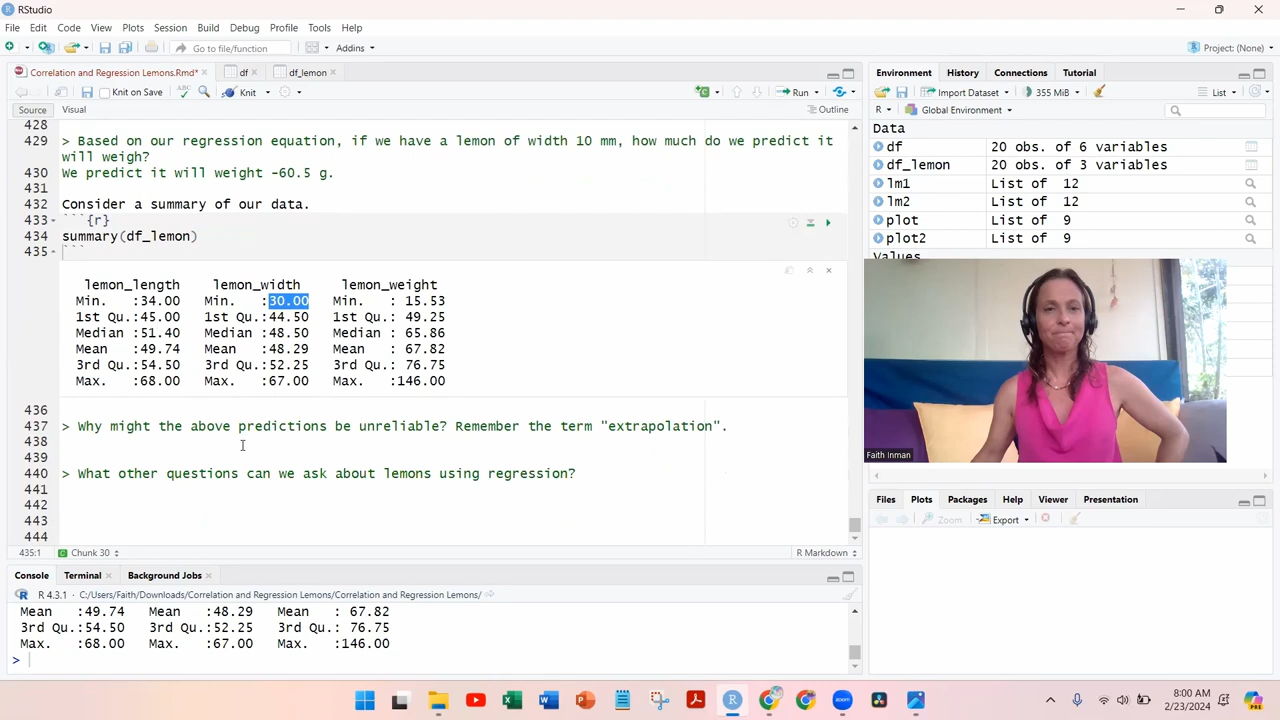 RStudio
File Edit Code View Plots Session Build Debug Profile Tools Help
Go to file/function Addins Project: (None)
Correlation and Regression Lemons.Rmd* df df_lemon
Knit on Save ABC Knit Run
Source Visual Outline
428
429 > Based on our regression equation, if we have a lemon of width 10 mm, how much do we predict it
will weigh?
430 We predict it will weight -60.5 g.
431
432 Consider a summary of our data.
433 ```{r}
434 summary(df_lemon)
435 ```
lemon_length lemon_width lemon_weight
Min. :34.00 Min. :30.00 Min. : 15.53
1st Qu.:45.00 1st Qu.:44.50 1st Qu.: 49.25
Median :51.40 Median :48.50 Median : 65.86
Mean :49.74 Mean :48.29 Mean : 67.82
3rd Qu.:54.50 3rd Qu.:52.25 3rd Qu.: 76.75
Max. :68.00 Max. :67.00 Max. :146.00
436
437 > Why might the above predictions be unreliable? Remember the term "extrapolation".
438
439
440 > What other questions can we ask about lemons using regression?
441
442
443
444
435:1 Chunk 30 R Markdown
Console Terminal Background Jobs
R 4.3.1 · C:/Users/Faith/Downloads/Correlation and Regression Lemons/Correlation and Regression Lemons/
Mean :49.74 Mean :48.29 Mean : 67.82
3rd Qu.:54.50 3rd Qu.:52.25 3rd Qu.: 76.75
Max. :68.00 Max. :67.00 Max. :146.00
>
Environment History Connections Tutorial
Import Dataset 355 MiB List
R Global Environment
Data
df 20 obs. of 6 variables
df_lemon 20 obs. of 3 variables
lm1 List of 12
lm2 List of 12
plot List of 9
plot2 List of 9
Values
Faith Inman
Files Plots Packages Help Viewer Presentation
Zoom Export
zoom
8:00 AM
2/23/2024
PRE